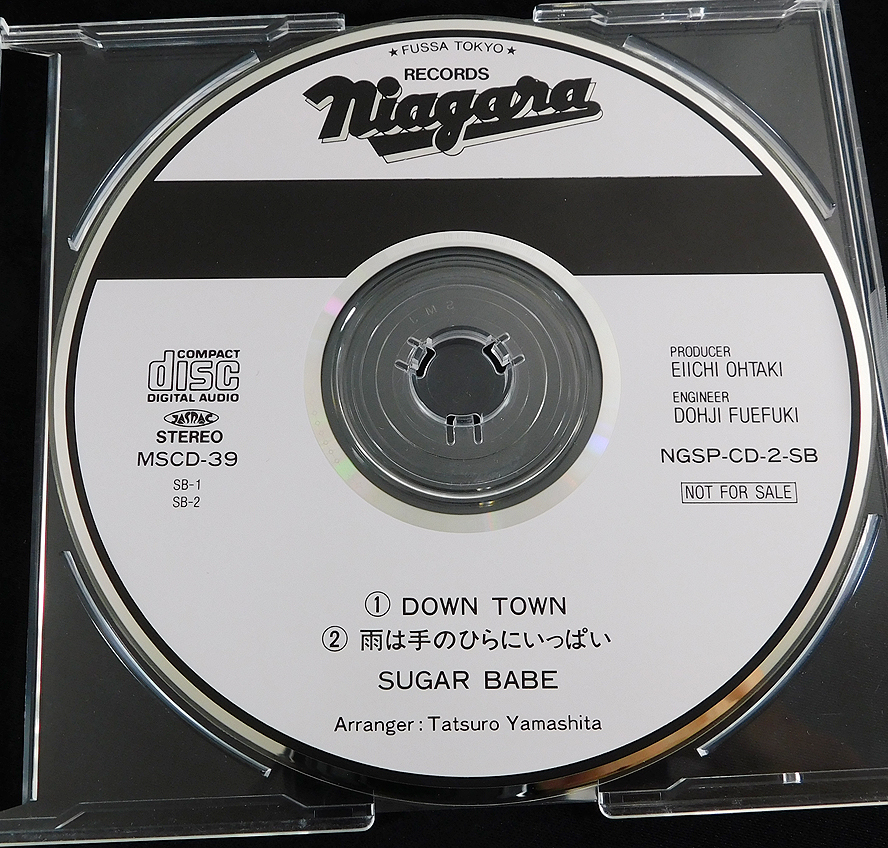 ★FUSSA TOKYO★
RECORDS
Niagara
COMPACT
disc
DIGITAL AUDIO
JASRAC
STEREO
MSCD-39
SB-1
SB-2
PRODUCER
EIICHI OHTAKI
ENGINEER
DOHJI FUEFUKI
NGSP-CD-2-SB
NOT FOR SALE
① DOWN TOWN
② 雨は手のひらにいっぱい
SUGAR BABE
Arranger : Tatsuro Yamashita